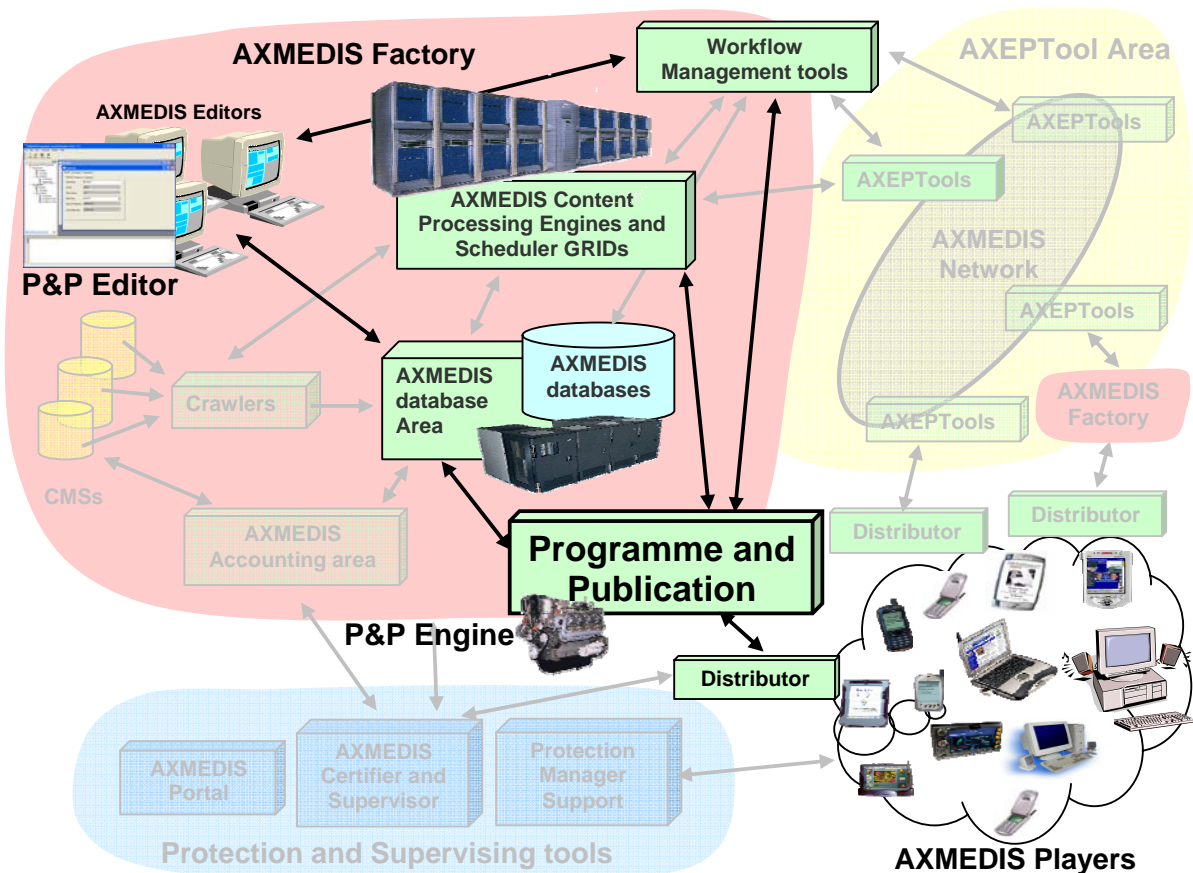 AXMEDIS Factory
Workflow
Management tools
AXEPTool Area
AXMEDIS Editors
AXEPTools
AXEPTools
AXMEDIS Content
Processing Engines and
Scheduler GRIDs
AXMEDIS
Network
P&P Editor
AXEPTools
AXMEDIS
database
Area
AXMEDIS
databases
Crawlers
AXMEDIS
Factory
AXEPTools
CMSs
AXMEDIS
Accounting area
Distributor
Distributor
Programme and
Publication
P&P Engine
Distributor
AXMEDIS
Portal
AXMEDIS
Certifier and
Supervisor
Protection
Manager
Support
Protection and Supervising tools
AXMEDIS Players